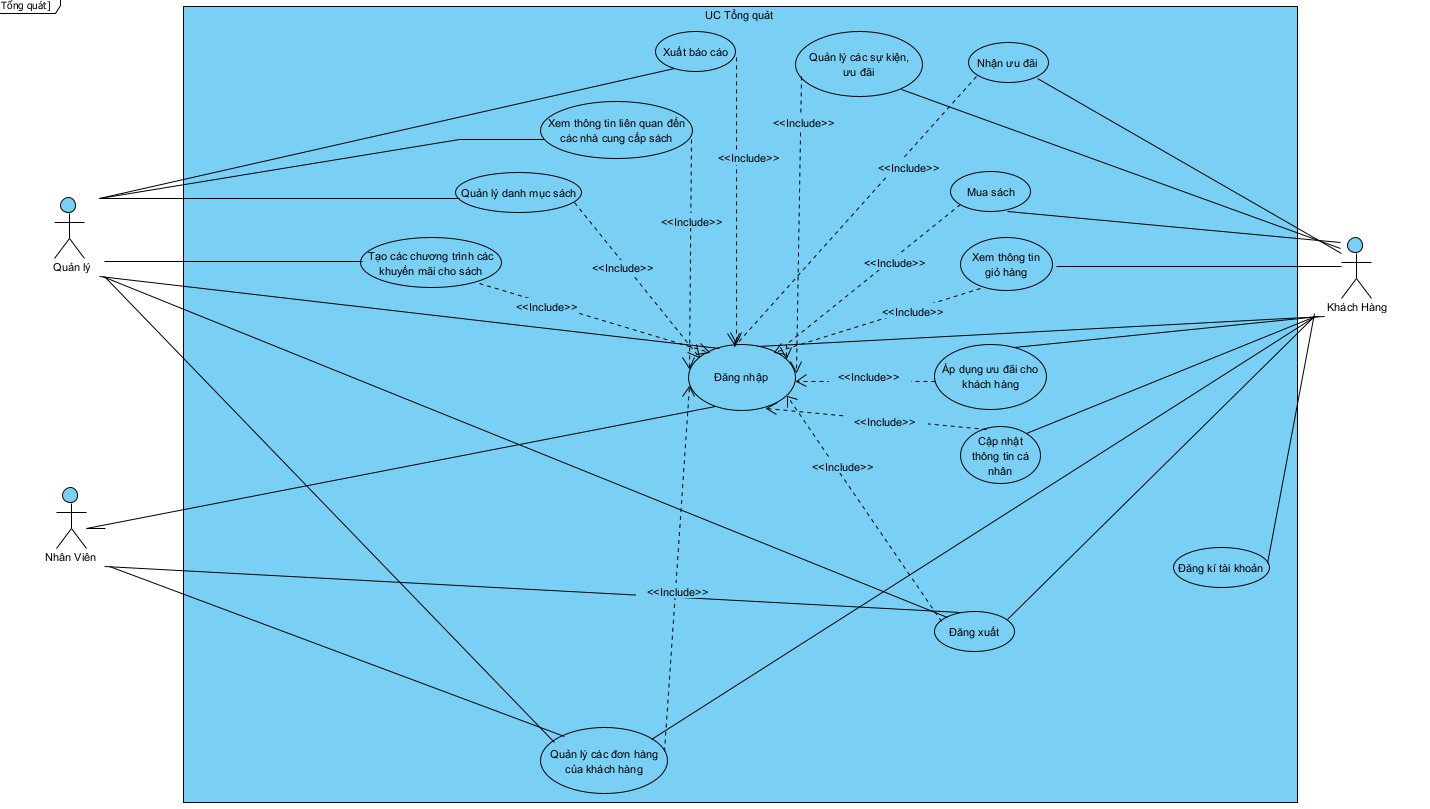 Tổng quát]
UC Tổng quát
Xuất báo cáo
Quản lý các sự kiện,
ưu đãi
Nhận ưu đãi
Xem thông tin liên quan đến
các nhà cung cấp sách
<<Include>>
<<Include>>
<<Include>>
Quản lý danh mục sách
Mua sách
<<Include>>
Quản lý
Tạo các chương trình các
khuyến mãi cho sách
<<Include>>
<<Include>>
Xem thông tin
giỏ hàng
Khách Hàng
<<Include>>
<<Include>>
Đăng nhập
<<Include>>
Áp dụng ưu đãi cho
khách hàng
<<Include>>
Cập nhật
thông tin cá
nhân
<<Include>>
Nhân Viên
Đăng kí tài khoản
<<Include>>
Đăng xuất
Quản lý các đơn hàng
của khách hàng